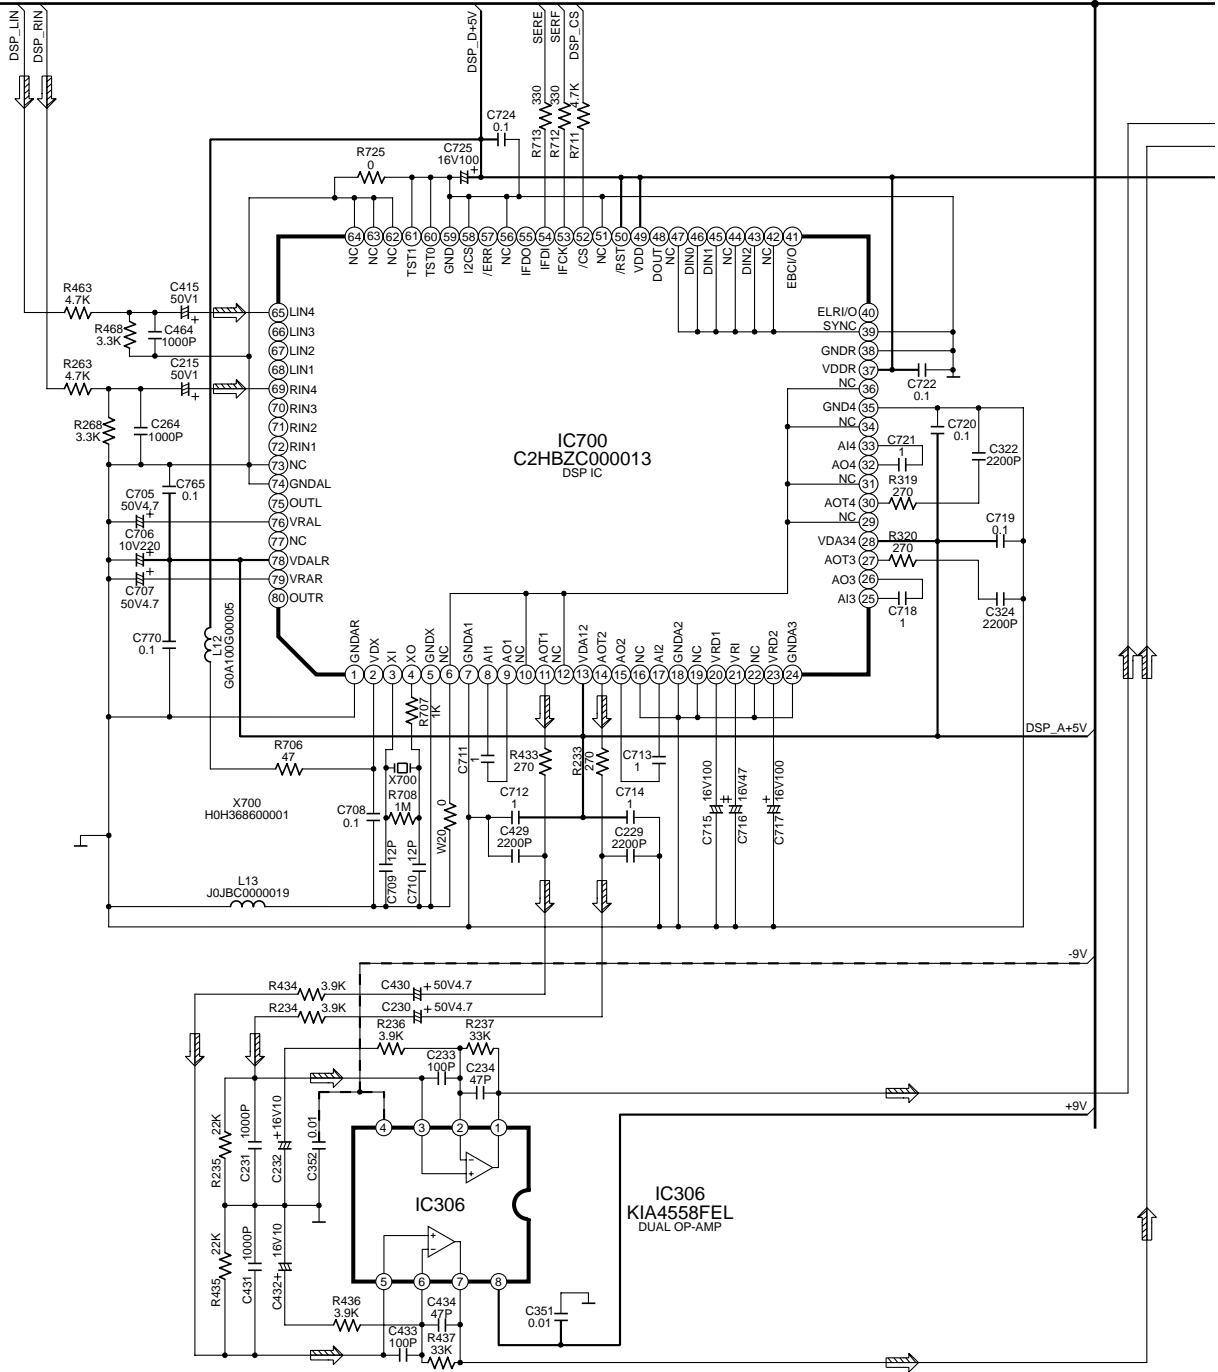 DSP_LIN
DSP_RIN
DSP_D+5V
SERE
SERF
DSP_CS
330
330
4.7K
R713
R712
R711
C724
0.1
R725
0
C725
16V100
+
64
63
62
61
60
59
58
57
56
55
54
53
52
51
50
49
48
47
46
45
44
43
42
41
NC
NC
NC
TST1
TST0
GND
I2CS
/ERR
NC
IFDO
IFDI
IFCK
/CS
NC
/RST
VDD
DOUT
NC
DIN0
DIN1
NC
DIN2
NC
EBCI/O
R463
4.7K
C415
50V1
+
R468
3.3K
C464
1000P
R263
4.7K
C215
50V1
+
R268
3.3K
C264
1000P
65 LIN4
66 LIN3
67 LIN2
68 LIN1
69 RIN4
70 RIN3
71 RIN2
72 RIN1
73 NC
74 GNDAL
75 OUTL
76 VRAL
77 NC
78 VDALR
79 VRAR
80 OUTR
ELRI/O 40
SYNC 39
GNDR 38
VDDR 37
NC 36
GND4 35
NC 34
AI4 33
AO4 32
NC 31
AOT4 30
NC 29
VDA34 28
AOT3 27
AO3 26
AI3 25
C722
0.1
C721
1
C720
0.1
C322
2200P
R319
270
C719
0.1
R320
270
C718
1
C324
2200P
IC700
C2HBZC000013
DSP IC
C705
50V4.7
+
C765
0.1
C706
10V220
+
C707
50V4.7
+
C770
0.1
L12
G0A100G00005
GNDAR
VDX
XI
XO
GNDX
NC
GNDA1
AI1
AO1
NC
AOT1
NC
VDA12
AOT2
AO2
NC
AI2
GNDA2
NC
VRD1
VRI
NC
VRD2
GNDA3
1
2
3
4
5
6
7
8
9
10
11
12
13
14
15
16
17
18
19
20
21
22
23
24
DSP_A+5V
R707
1K
R706
47
X700
H0H368600001
C708
0.1
X700
R708
1M
W20
0
C709
12P
C710
12P
C711
1
R433
270
R233
270
C713
1
C712
1
C714
1
C429
2200P
C229
2200P
C715
16V100
+
C716
16V47
+
C717
16V100
+
L13
J0JBC0000019
-9V
R434
3.9K
C430
+ 50V4.7
R234
3.9K
C230
+ 50V4.7
R236
3.9K
R237
33K
C233
100P
C234
47P
+9V
R235
22K
C231
1000P
C232
+16V10
C352
0.01
4
3
2
1
-
+
IC306
IC306
KIA4558FEL
DUAL OP-AMP
R435
22K
C431
1000P
C432+
16V10
+
-
5
6
7
8
R436
3.9K
C434
47P
C433
100P
R437
33K
C351
0.01